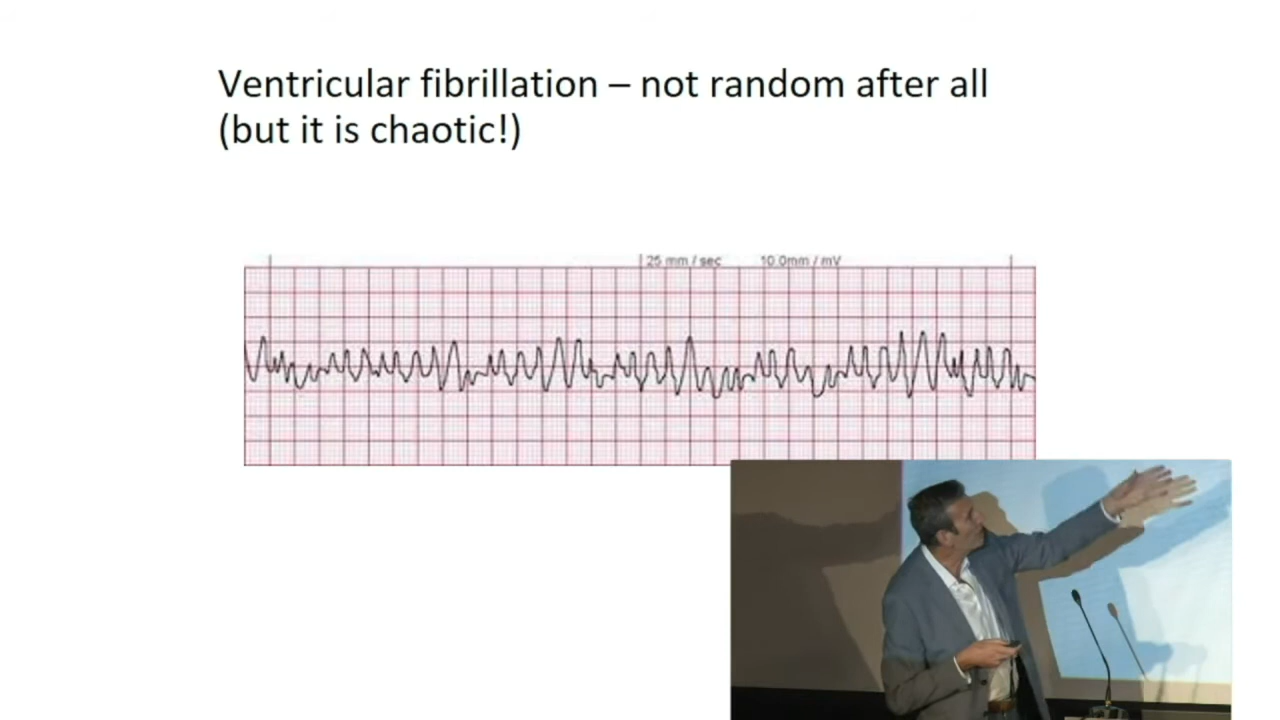 Ventricular fibrillation – not random after all
(but it is chaotic!)
25 mm / sec 10.0mm / mV